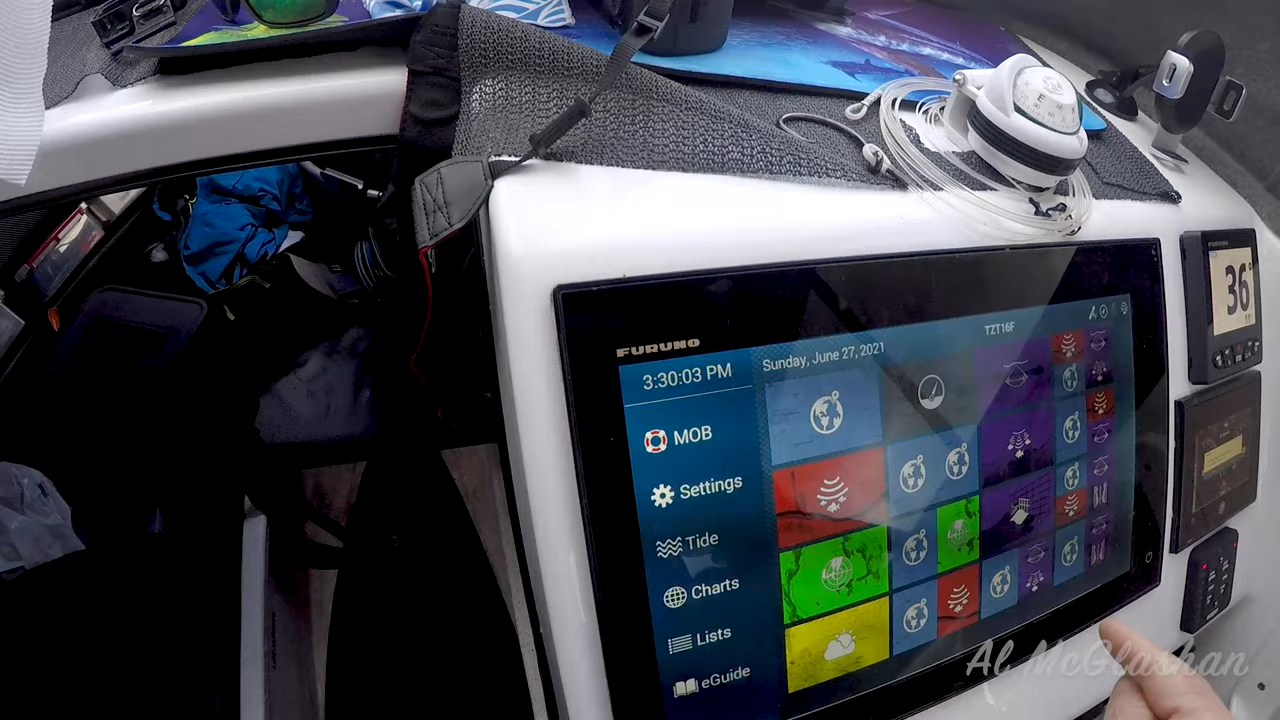 E
FURUNO
TZT16F
3:30:03 PM
Sunday, June 27, 2021
36°
MOB
Settings
Tide
Charts
Lists
eGuide
Al McGlashan